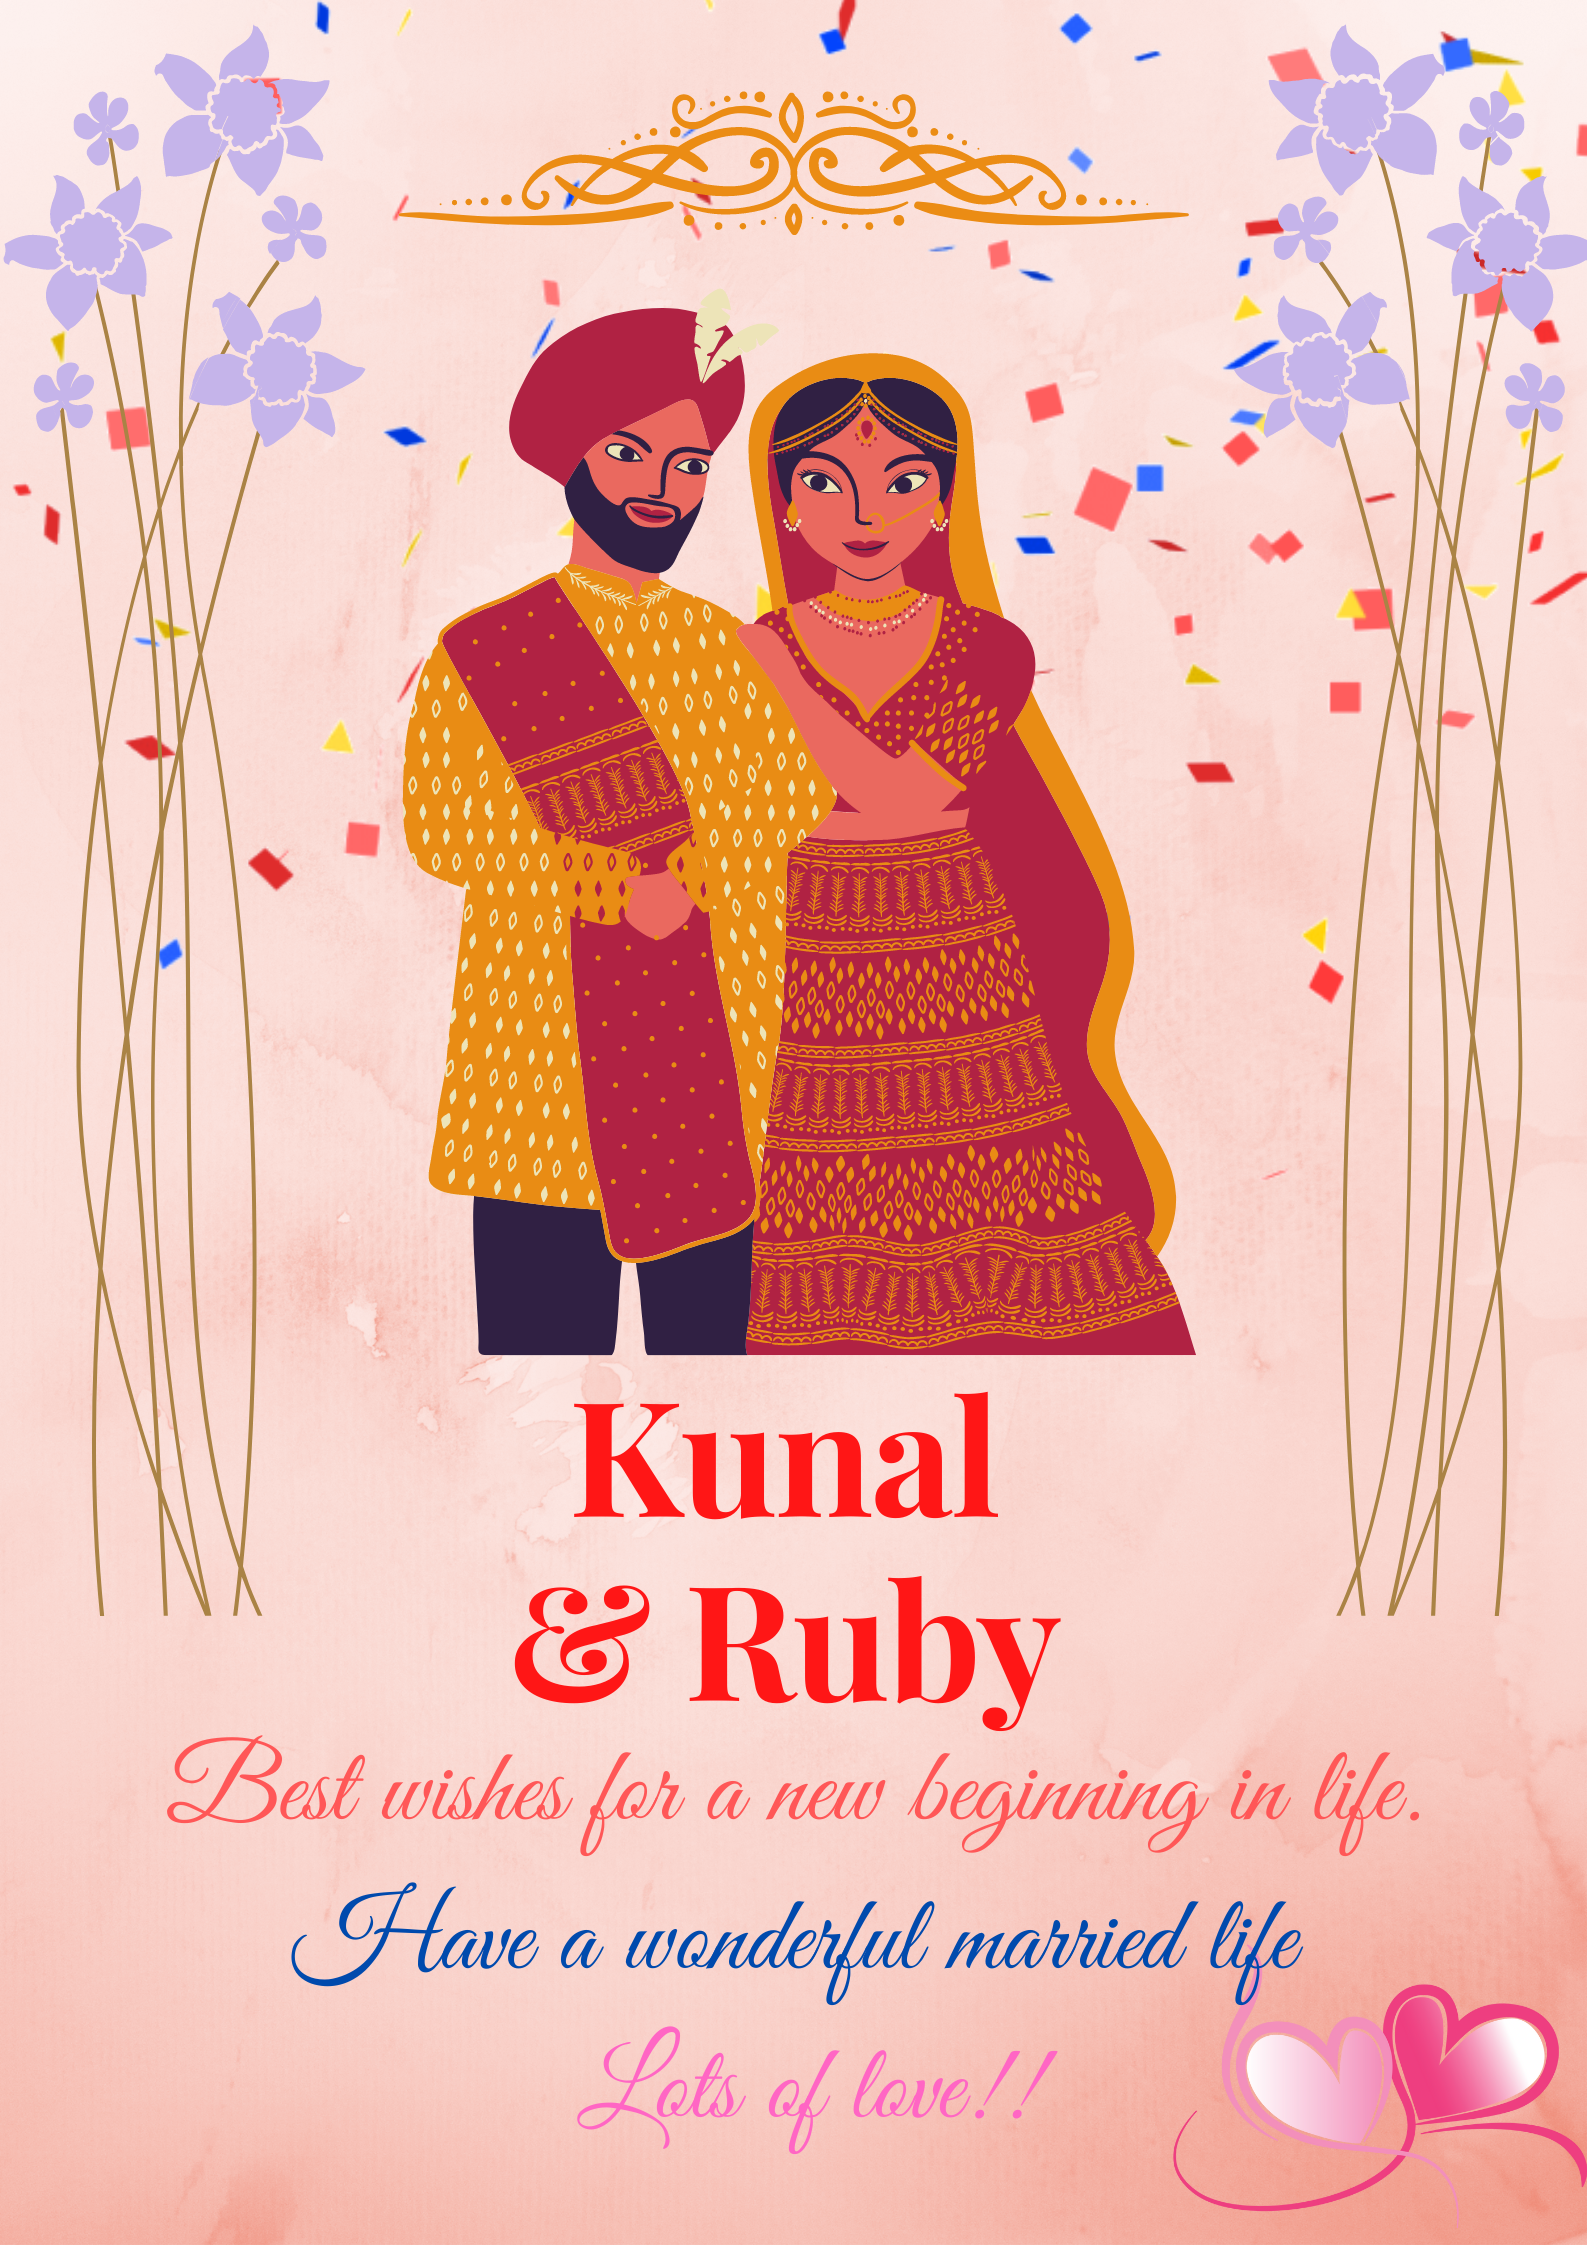 Kunal
& Ruby
Best wishes for a new beginning in life.
Have a wonderful married life
Lots of love!!